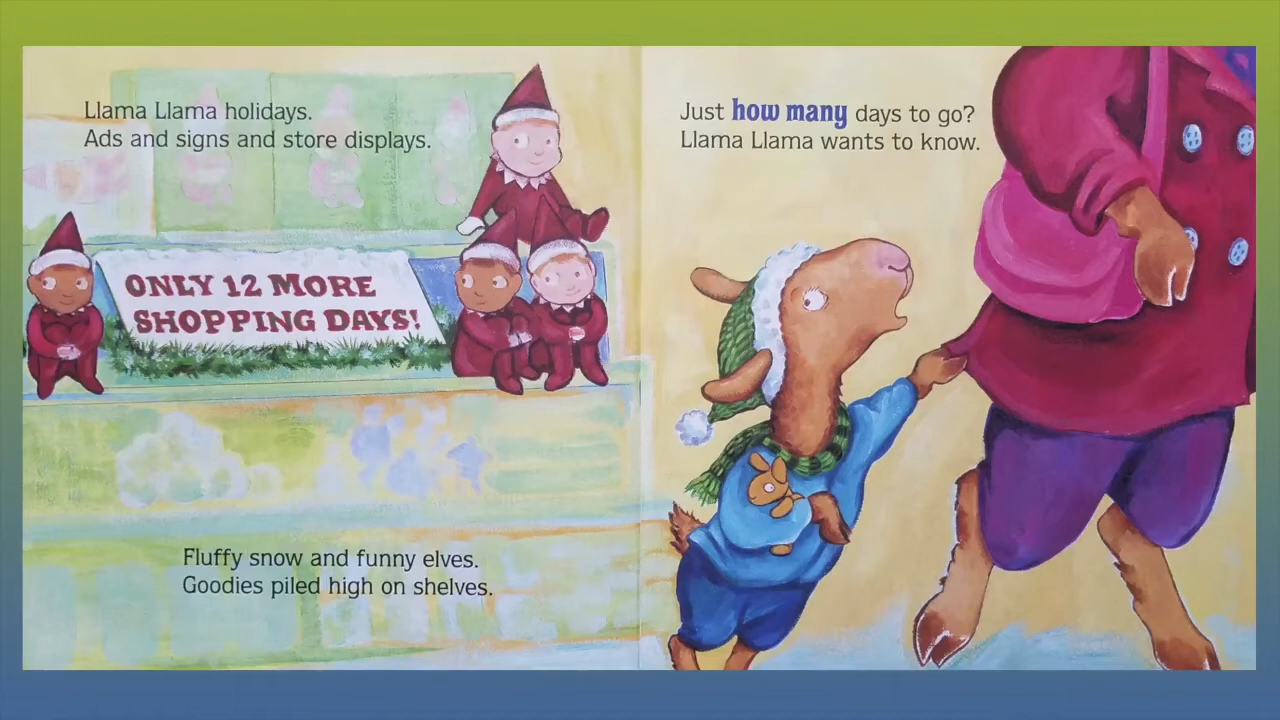 Llama Llama holidays.
Ads and signs and store displays.
ONLY 12 MORE
SHOPPING DAYS!
Fluffy snow and funny elves.
Goodies piled high on shelves.
Just how many days to go?
Llama Llama wants to know.